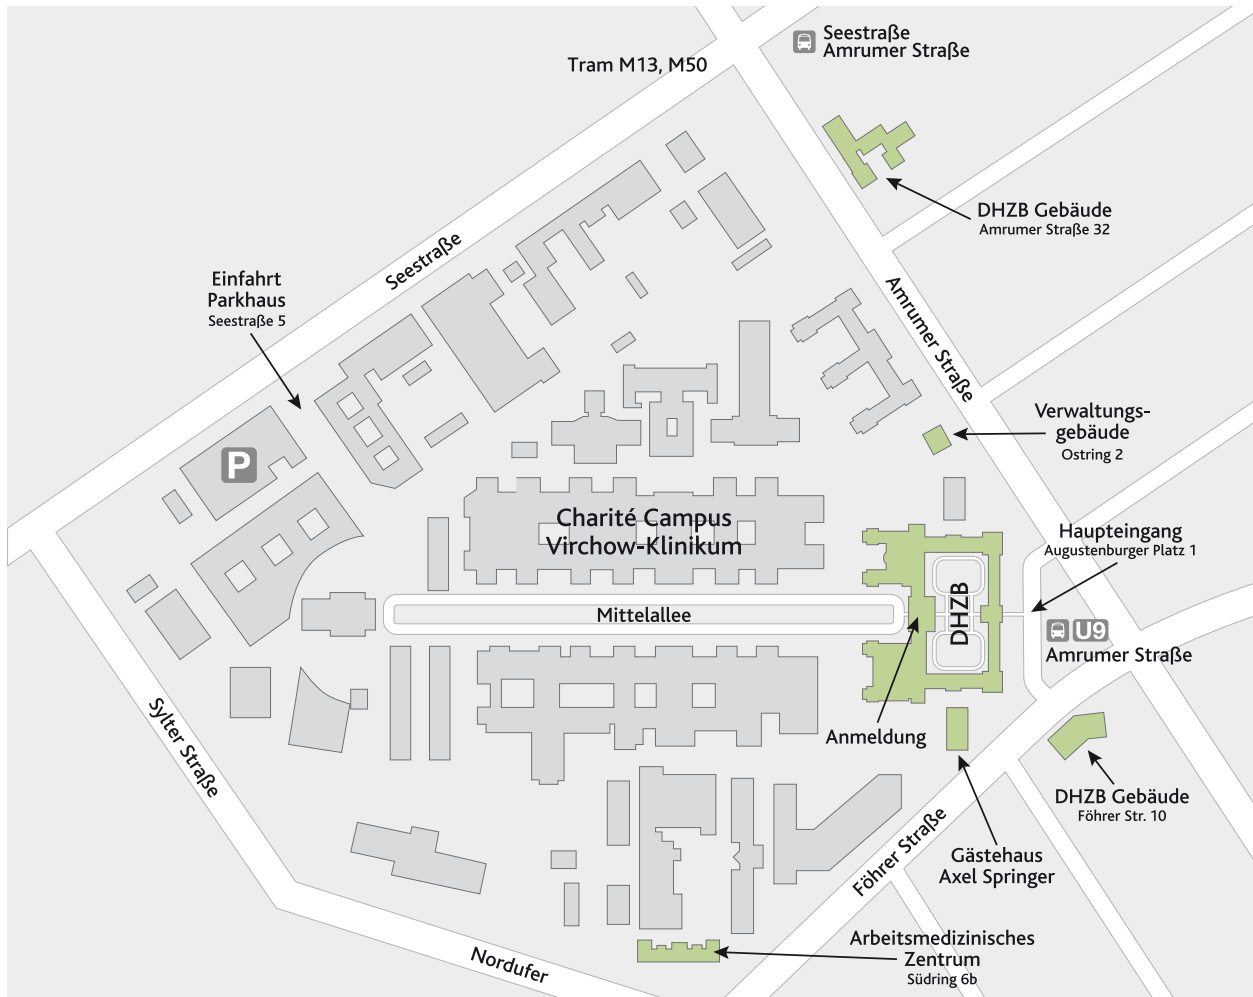 Seestraße
Amrumer Straße
Tram M13, M50
DHZB Gebäude
Amrumer Straße 32
Seestraße
Einfahrt
Parkhaus
Seestraße 5
Amrumer Straße
Verwaltungs-
gebäude
Ostring 2
P
Charité Campus
Virchow-Klinikum
Haupteingang
Augustenburger Platz 1
DHZB
Mittelallee
U9
Amrumer Straße
Sylter Straße
Anmeldung
DHZB Gebäude
Föhrer Str. 10
Föhrer Straße
Gästehaus
Axel Springer
Arbeitsmedizinisches
Zentrum
Südring 6b
Nordufer